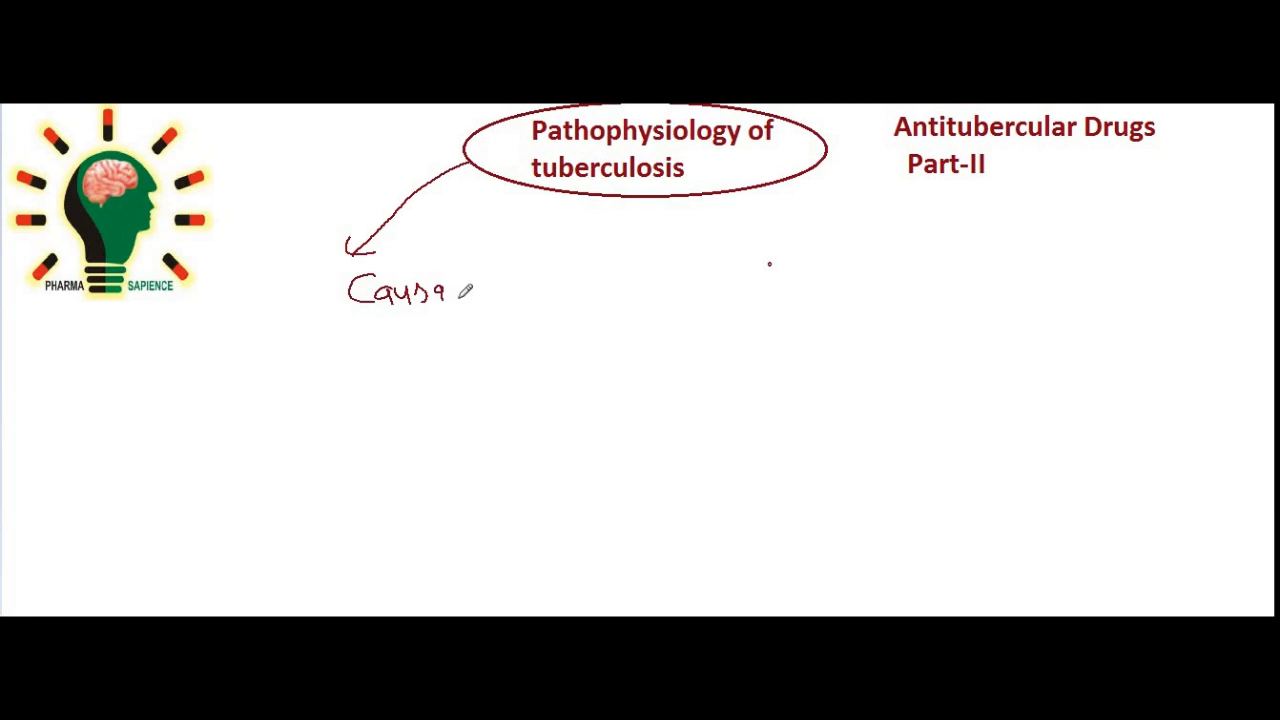 Pathophysiology of
tuberculosis
Antitubercular Drugs
Part-II
PHARMA SAPIENCE
Causa